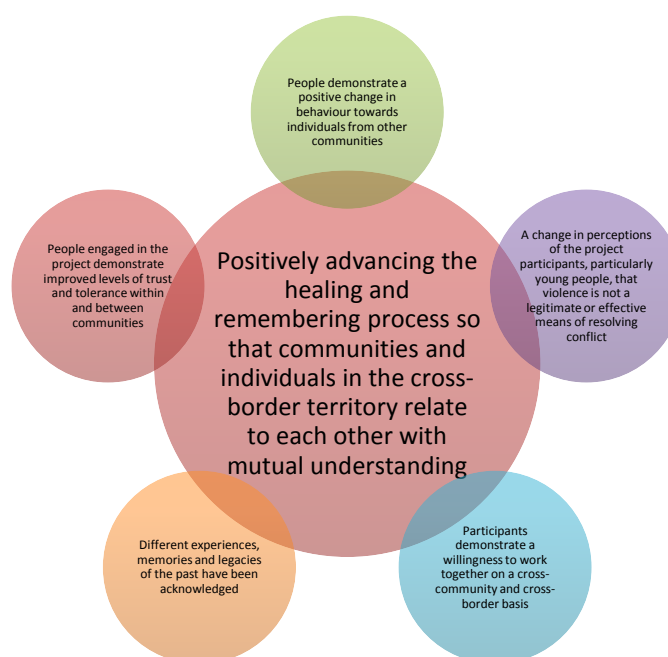 People demonstrate a
positive change in
behaviour towards
individuals from other
communities
A change in perceptions
of the project
participants, particularly
young people, that
violence is not a
legitimate or effective
means of resolving
conflict
Participants
demonstrate a
willingness to work
together on a cross-
community and cross-
border basis
Different experiences,
memories and legacies
of the past have been
acknowledged
People engaged in the
project demonstrate
improved levels of trust
and tolerance within
and between
communities
Positively advancing the
healing and
remembering process so
that communities and
individuals in the cross-
border territory relate
to each other with
mutual understanding